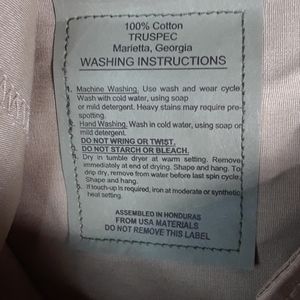 100% Cotton
TRUSPEC
Marietta, Georgia
WASHING INSTRUCTIONS
1. Machine Washing. Use wash and wear cycle.
Wash with cold water, using soap
or mild detergent. Heavy stains may require pre-
spotting.
2. Hand Washing. Wash in cold water, using soap or
mild detergent.
DO NOT WRING OR TWIST.
DO NOT STARCH OR BLEACH.
3. Dry in tumble dryer at warm setting. Remove
immediately at end of drying. Shape and hang. To
drip dry, remove from water before last spin cycle.
Shape and hang.
If touch-up is required, iron at moderate or synthetic
heat setting.
ASSEMBLED IN HONDURAS
FROM USA MATERIALS
DO NOT REMOVE THIS LABEL